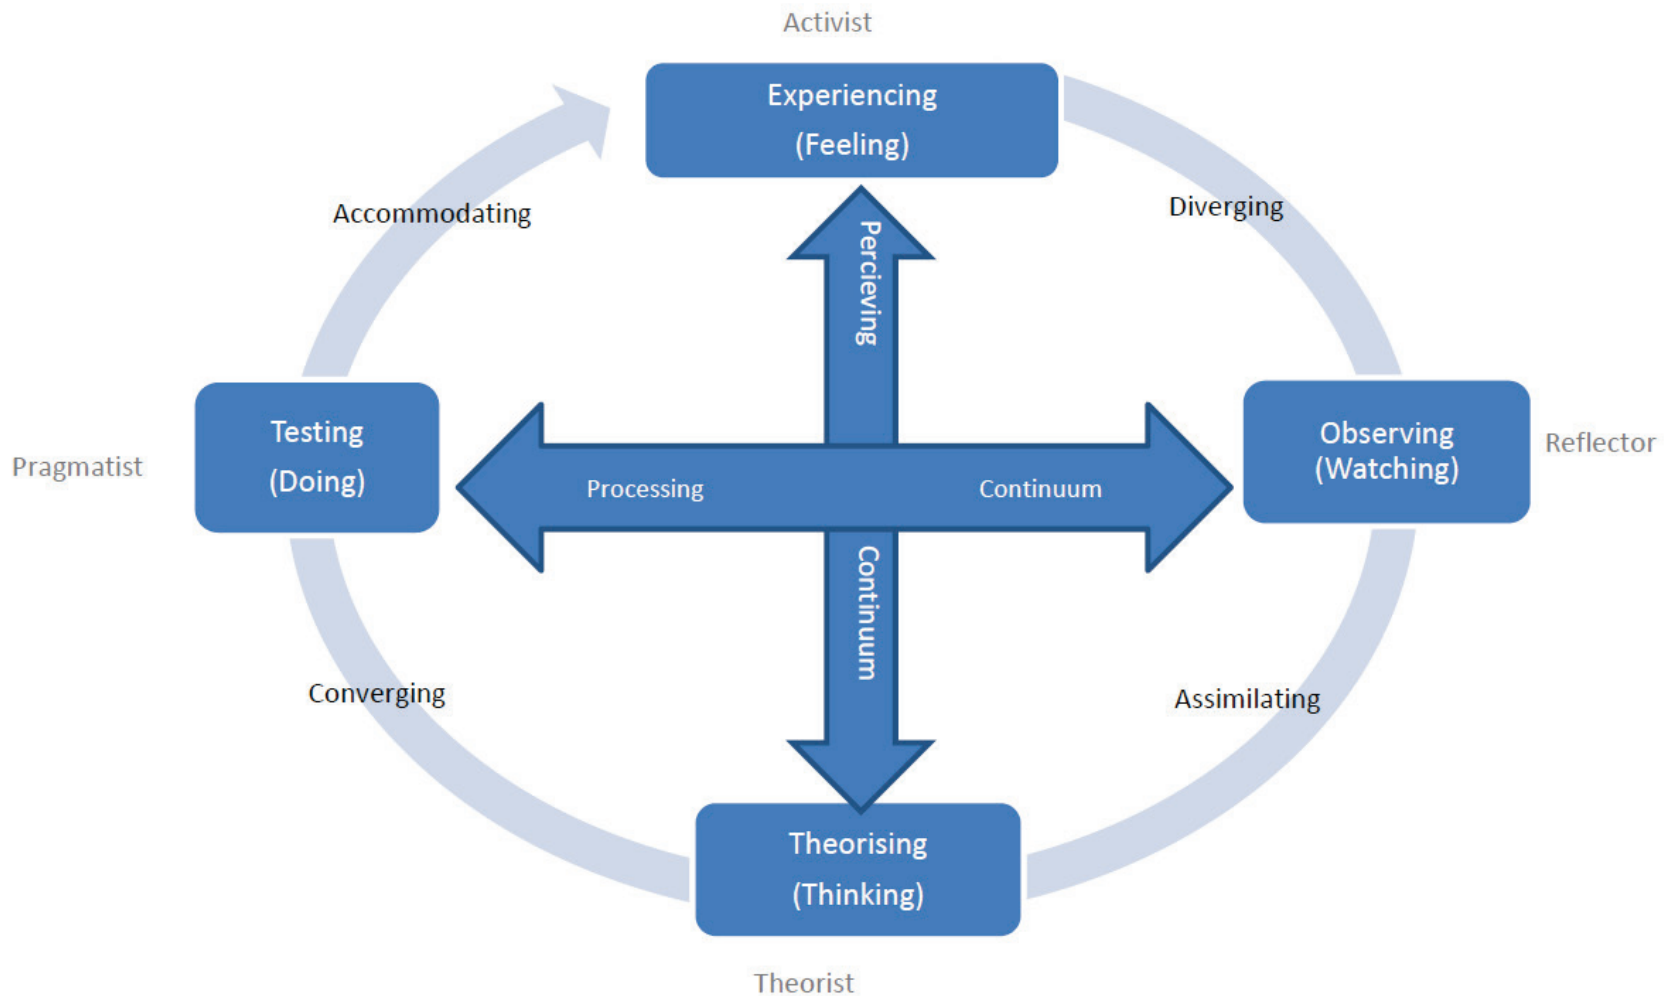 Activist
Experiencing
(Feeling)
Accommodating
Diverging
Percieving
Testing
(Doing)
Pragmatist
Observing
(Watching)
Reflector
Processing
Continuum
Continuum
Converging
Assimilating
Theorising
(Thinking)
Theorist